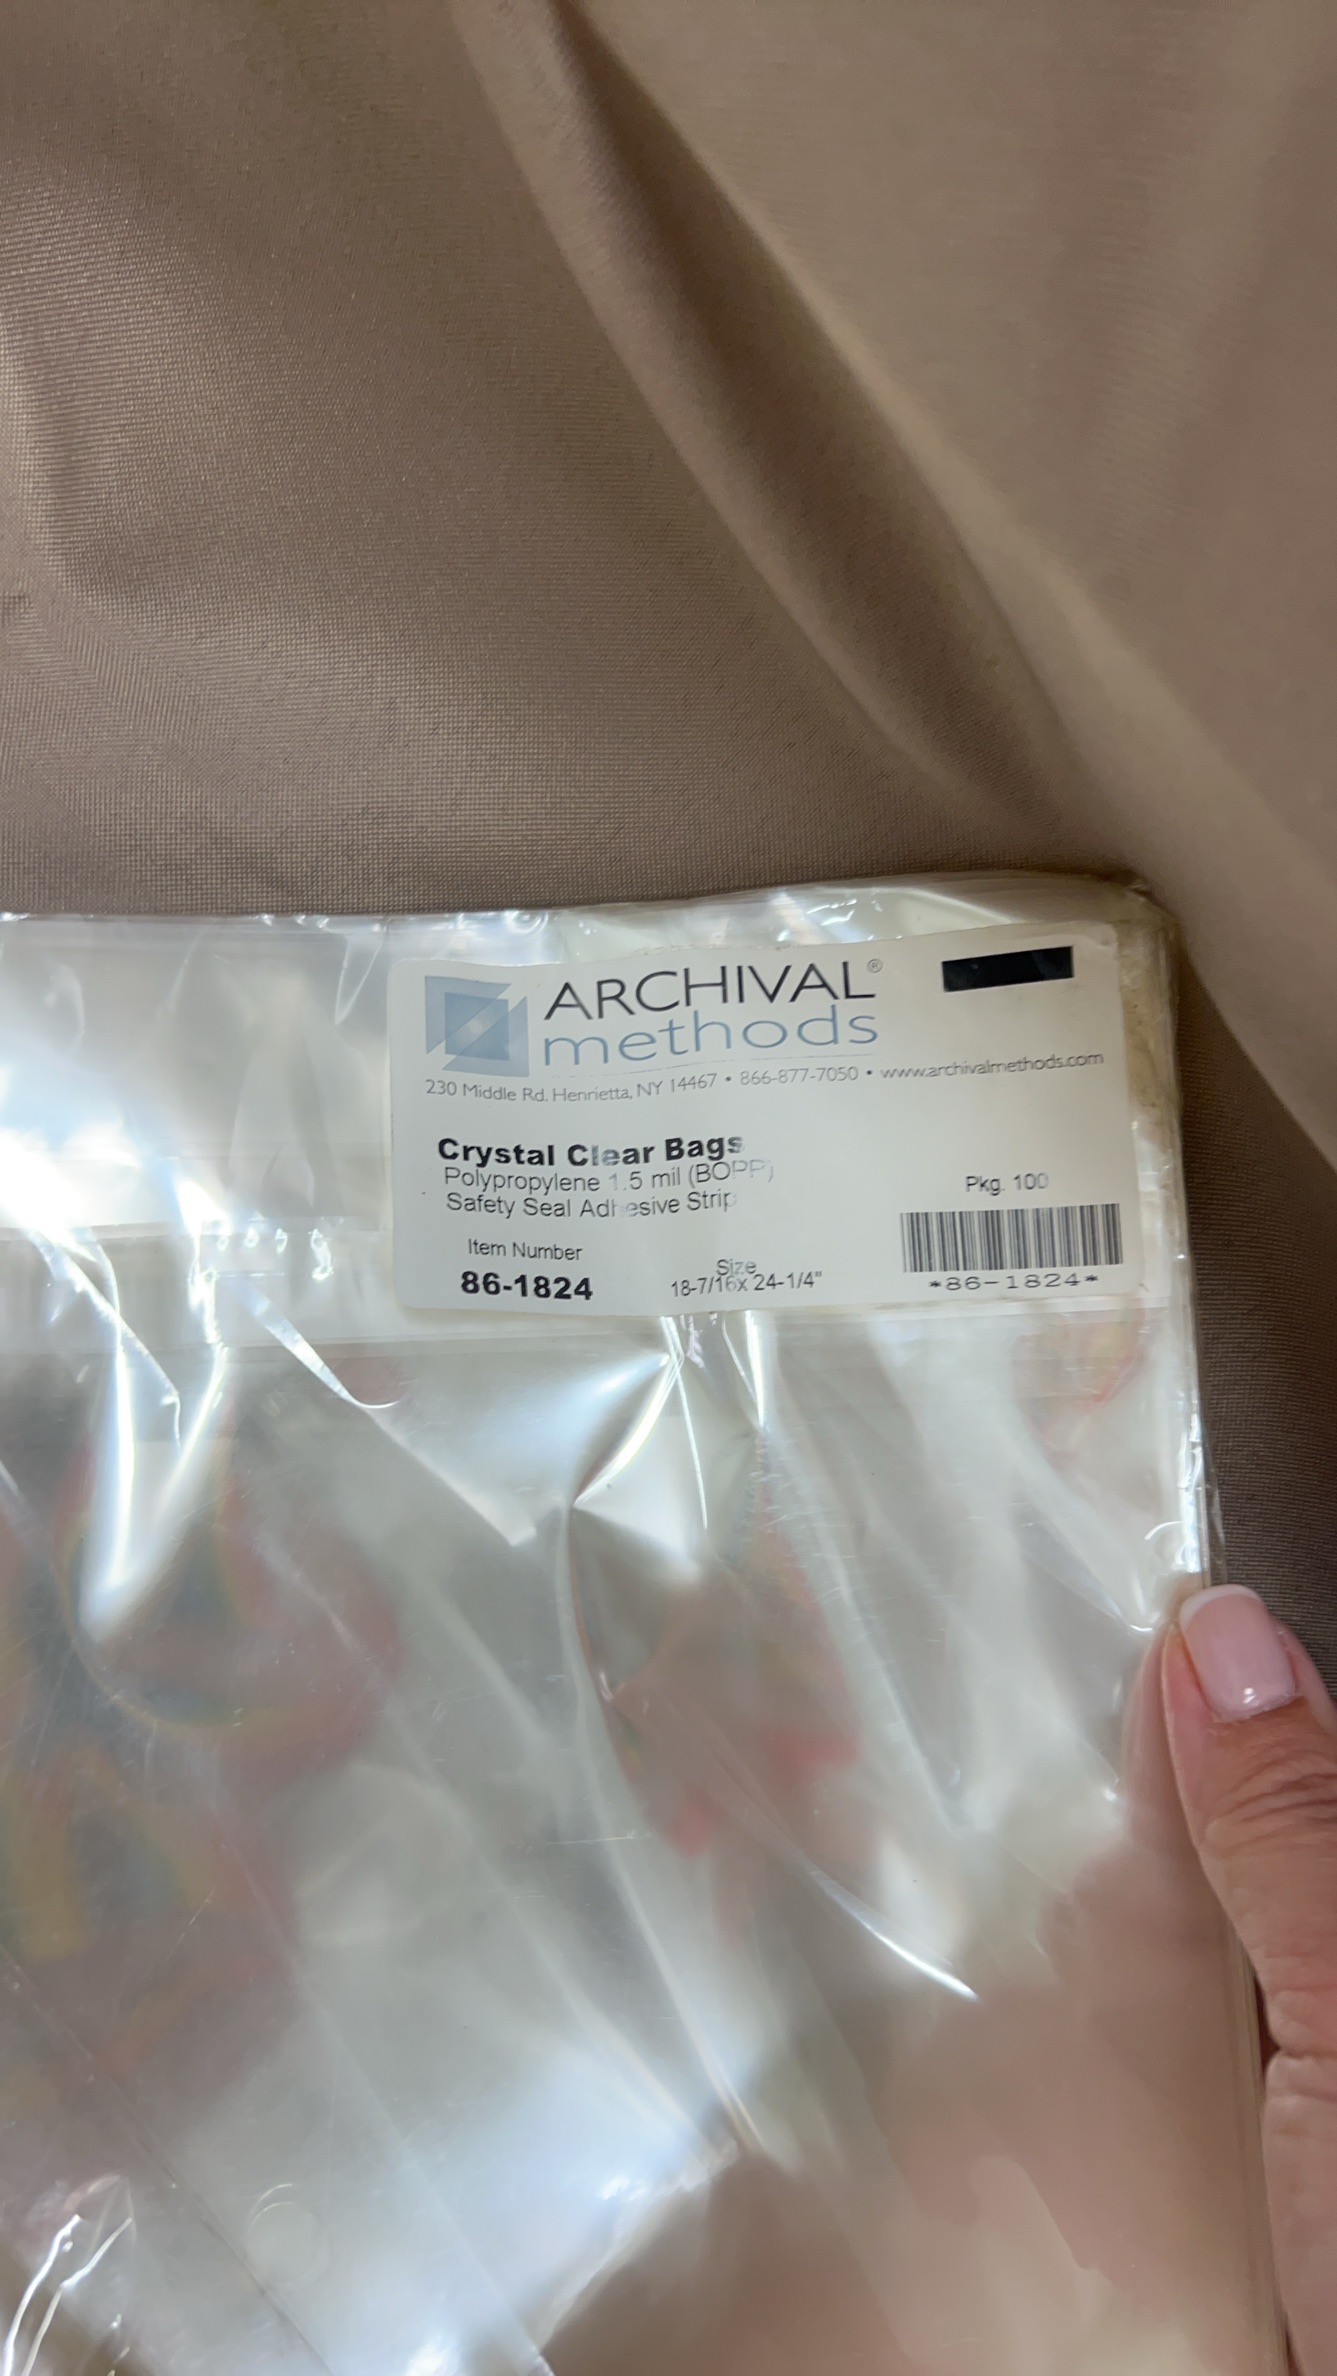 ARCHIVAL®
methods
230 Middle Rd. Henrietta, NY 14467 • 866-877-7050 • www.archivalmethods.com
Crystal Clear Bags
Polypropylene 1.5 mil (BOPP)
Safety Seal Adhesive Strip
Pkg. 100
Item Number
86-1824
Size
18-7/16x 24-1/4"
*86-1824*